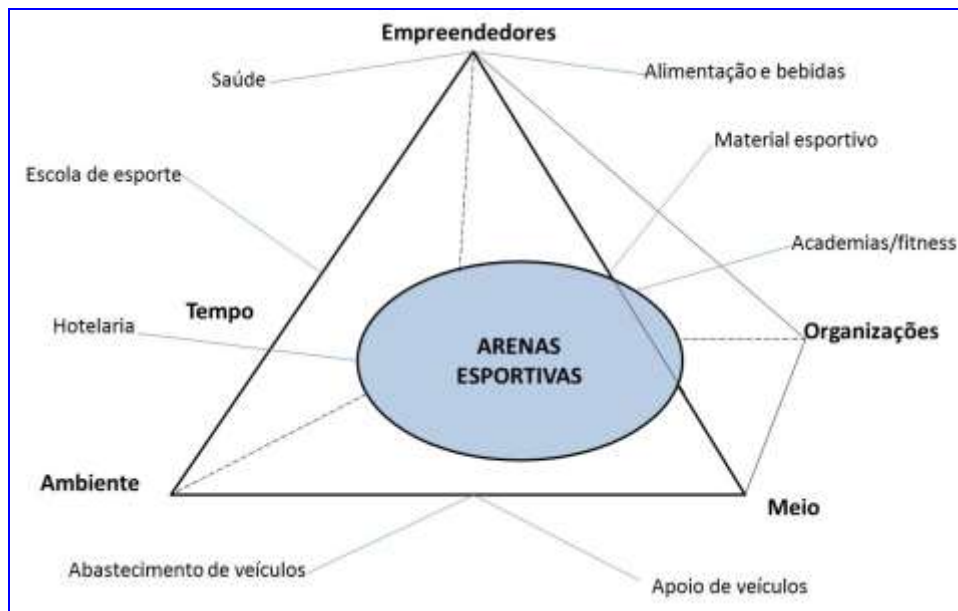 Empreendedores
Saúde
Alimentação e bebidas
Material esportivo
Escola de esporte
Academias/fitness
Tempo
Hotelaria
Organizações
ARENAS
ESPORTIVAS
Ambiente
Meio
Abastecimento de veículos
Apoio de veículos